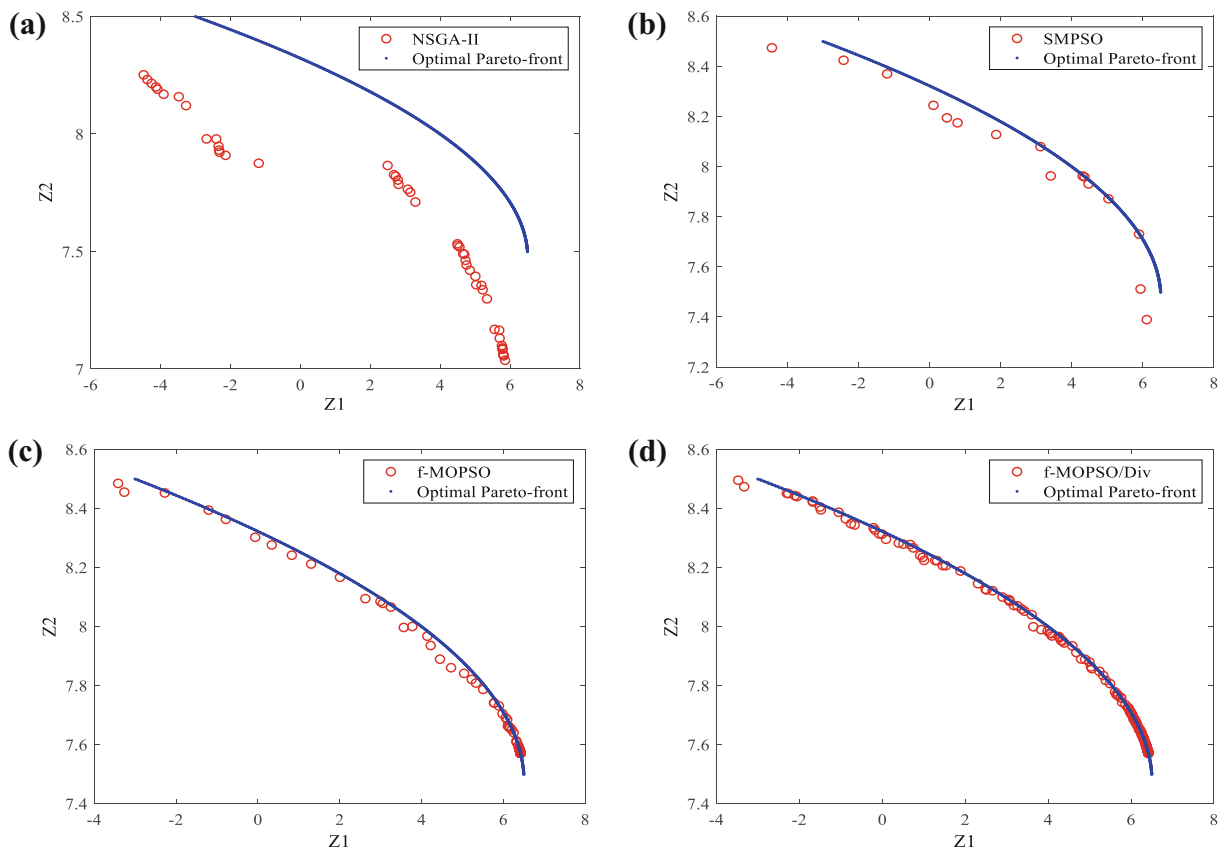 (a)
8.5
8
7.5
7
Z2
-6
-4
-2
0
2
4
6
8
Z1
NSGA-II
Optimal Pareto-front
(b)
8.6
8.4
8.2
8
7.8
7.6
7.4
7.2
Z2
-6
-4
-2
0
2
4
6
8
Z1
SMPSO
Optimal Pareto-front
(c)
8.6
8.4
8.2
8
7.8
7.6
7.4
Z2
-4
-2
0
2
4
6
8
Z1
f-MOPSO
Optimal Pareto-front
(d)
8.6
8.4
8.2
8
7.8
7.6
7.4
Z2
-4
-2
0
2
4
6
8
Z1
f-MOPSO/Div
Optimal Pareto-front